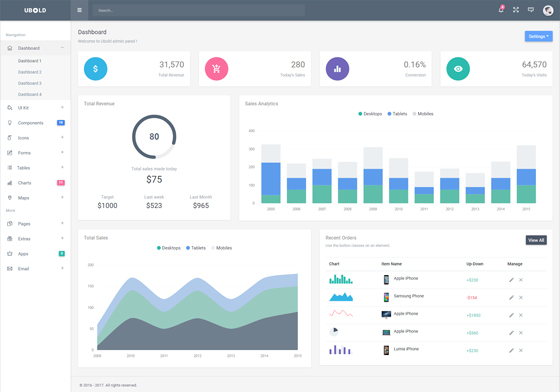 UBOLD
Search...
Navigation
Dashboard
Dashboard 1
Dashboard 2
Dashboard 3
Dashboard 4
UI Kit
Components
Icons
Forms
Tables
Charts
Maps
More
Pages
Extras
Apps
Email
Dashboard
Welcome to Ubold admin panel !
Settings
31,570
Total Revenue
280
Today's Sales
0.16%
Conversion
64,570
Today's Visits
Total Revenue
80
Total sales made today
$75
Target
$1000
Last week
$523
Last Month
$965
Sales Analytics
Desktops Tablets Mobiles
400
300
200
100
0
2005 2006 2007 2008 2009 2010 2011 2012 2013 2014 2015
Total Sales
Desktops Tablets Mobiles
200
150
100
50
0
2009 2010 2011 2012 2013 2014 2015
Recent Orders
Use the button classes on an element.
View All
Chart Item Name Up-Down Manage
Apple iPhone +$230
Samsung Phone -$154
Apple iPhone +$1850
Apple iPhone
Lumia iPhone +$230
© 2016 - 2017. All rights reserved.